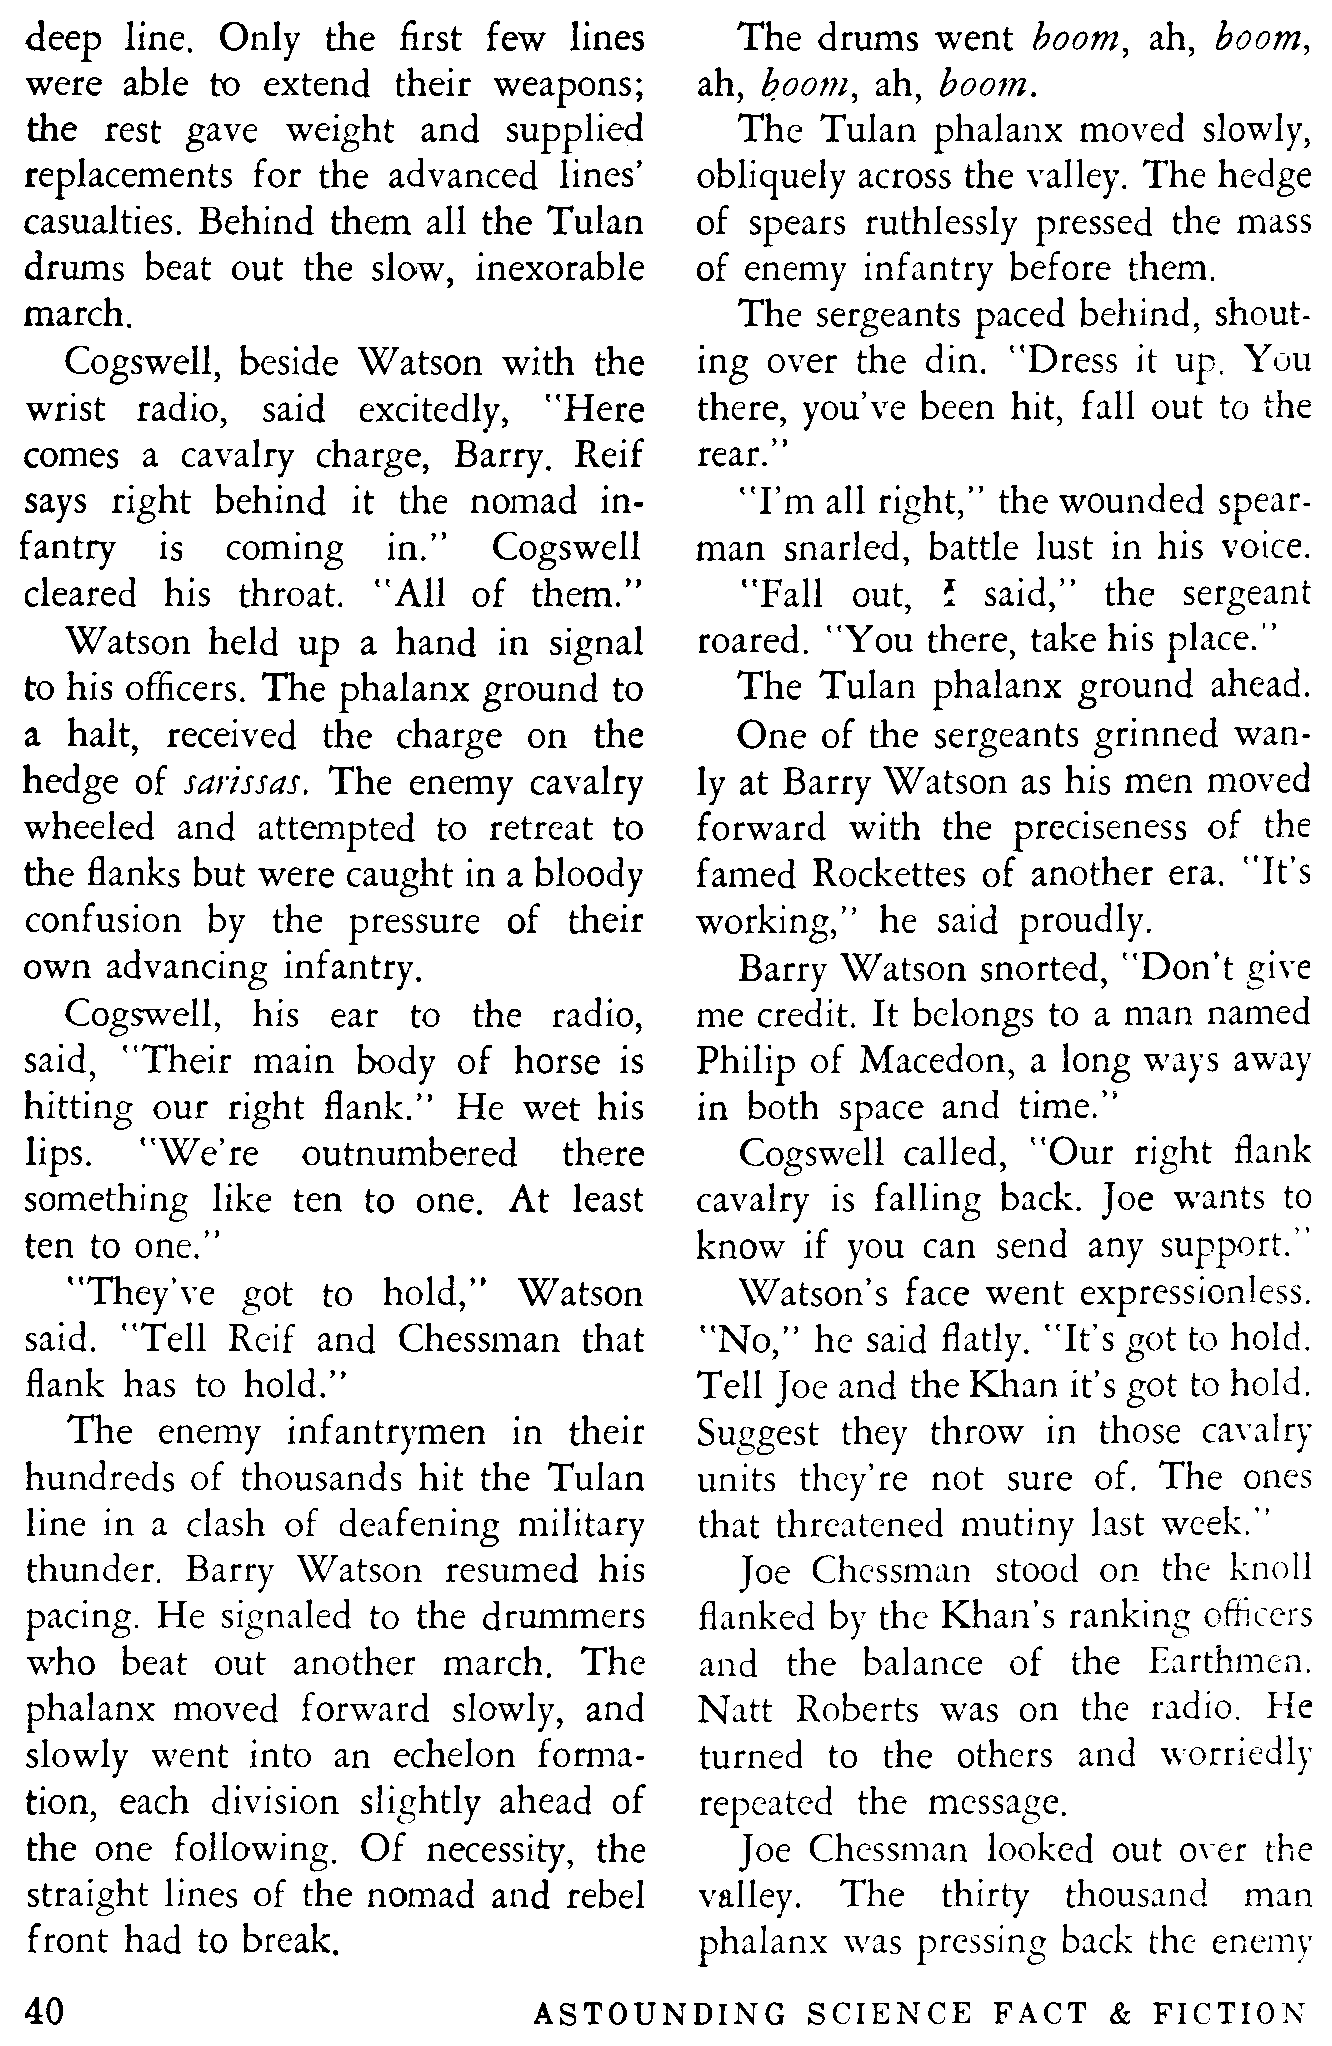 deep line. Only the first few lines
were able to extend their weapons;
the rest gave weight and supplied
replacements for the advanced lines'
casualties. Behind them all the Tulan
drums beat out the slow, inexorable
march.
Cogswell, beside Watson with the
wrist radio, said excitedly, "Here
comes a cavalry charge, Barry. Reif
says right behind it the nomad in-
fantry is coming in." Cogswell
cleared his throat. "All of them."
Watson held up a hand in signal
to his officers. The phalanx ground to
a halt, received the charge on the
hedge of sarissas. The enemy cavalry
wheeled and attempted to retreat to
the flanks but were caught in a bloody
confusion by the pressure of their
own advancing infantry.
Cogswell, his ear to the radio,
said, "Their main body of horse is
hitting our right flank." He wet his
lips. "We're outnumbered there
something like ten to one. At least
ten to one."
"They've got to hold," Watson
said. "Tell Reif and Chessman that
flank has to hold."
The enemy infantrymen in their
hundreds of thousands hit the Tulan
line in a clash of deafening military
thunder. Barry Watson resumed his
pacing. He signaled to the drummers
who beat out another march. The
phalanx moved forward slowly, and
slowly went into an echelon forma-
tion, each division slightly ahead of
the one following. Of necessity, the
straight lines of the nomad and rebel
front had to break.
The drums went boom, ah, boom,
ah, boom, ah, boom.
The Tulan phalanx moved slowly,
obliquely across the valley. The hedge
of spears ruthlessly pressed the mass
of enemy infantry before them.
The sergeants paced behind, shout-
ing over the din. "Dress it up. You
there, you've been hit, fall out to the
rear."
"I'm all right," the wounded spear-
man snarled, battle lust in his voice.
"Fall out, I said," the sergeant
roared. "You there, take his place."
The Tulan phalanx ground ahead.
One of the sergeants grinned wan-
ly at Barry Watson as his men moved
forward with the preciseness of the
famed Rockettes of another era. "It's
working," he said proudly.
Barry Watson snorted, "Don't give
me credit. It belongs to a man named
Philip of Macedon, a long ways away
in both space and time."
Cogswell called, "Our right flank
cavalry is falling back. Joe wants to
know if you can send any support."
Watson's face went expressionless.
"No," he said flatly. "It's got to hold.
Tell Joe and the Khan it's got to hold.
Suggest they throw in those cavalry
units they're not sure of. The ones
that threatened mutiny last week."
Joe Chessman stood on the knoll
flanked by the Khan's ranking officers
and the balance of the Earthmen.
Natt Roberts was on the radio. He
turned to the others and worriedly
repeated the message.
Joe Chessman looked out over the
valley. The thirty thousand man
phalanx was pressing back the enemy
40
ASTOUNDING SCIENCE FACT & FICTION